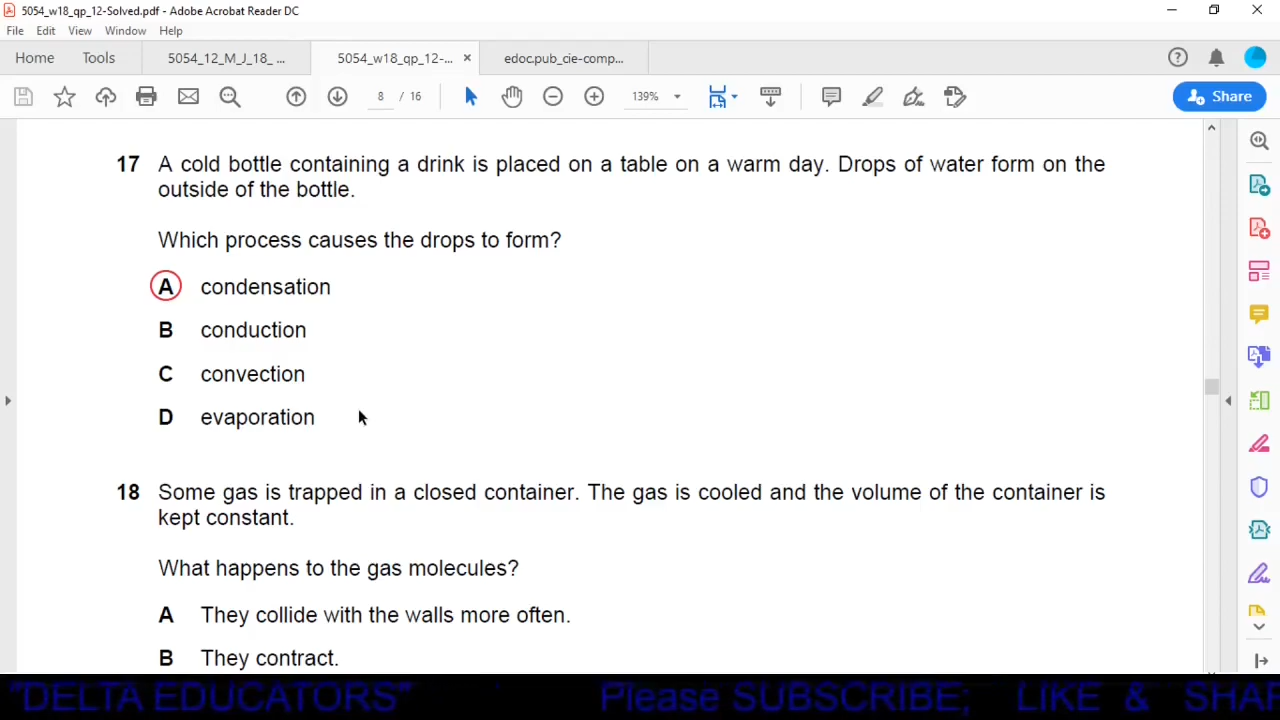 5054_w18_qp_12-Solved.pdf - Adobe Acrobat Reader DC
File Edit View Window Help
Home Tools 5054_12_M_J_18_ ... 5054_w18_qp_12-... × edoc.pub_cie-comp...
8 / 16 139% Share
17 A cold bottle containing a drink is placed on a table on a warm day. Drops of water form on the
outside of the bottle.
Which process causes the drops to form?
A condensation
B conduction
C convection
D evaporation
18 Some gas is trapped in a closed container. The gas is cooled and the volume of the container is
kept constant.
What happens to the gas molecules?
A They collide with the walls more often.
B They contract.
"DELTA EDUCATORS" Please SUBSCRIBE; LIKE & SHAR